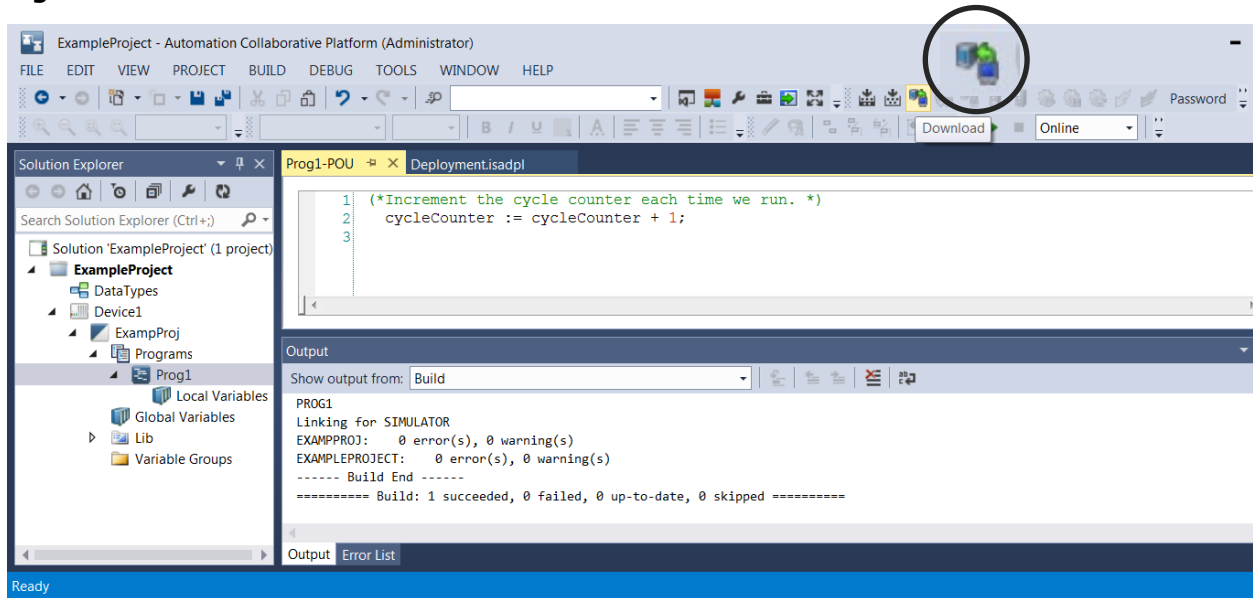 ExampleProject - Automation Collaborative Platform (Administrator)
FILE EDIT VIEW PROJECT BUILD DEBUG TOOLS WINDOW HELP
Password
B I U A Download Online
Solution Explorer
Search Solution Explorer (Ctrl+;)
Solution 'ExampleProject' (1 project)
ExampleProject
DataTypes
Device1
ExampProj
Programs
Prog1
Local Variables
Global Variables
Lib
Variable Groups
Prog1-POU Deployment.isadpl
1 (*Increment the cycle counter each time we run. *)
2 cycleCounter := cycleCounter + 1;
3
Output
Show output from: Build
PROG1
Linking for SIMULATOR
EXAMPPROJ: 0 error(s), 0 warning(s)
EXAMPLEPROJECT: 0 error(s), 0 warning(s)
------ Build End ------
========== Build: 1 succeeded, 0 failed, 0 up-to-date, 0 skipped ==========
Output Error List
Ready